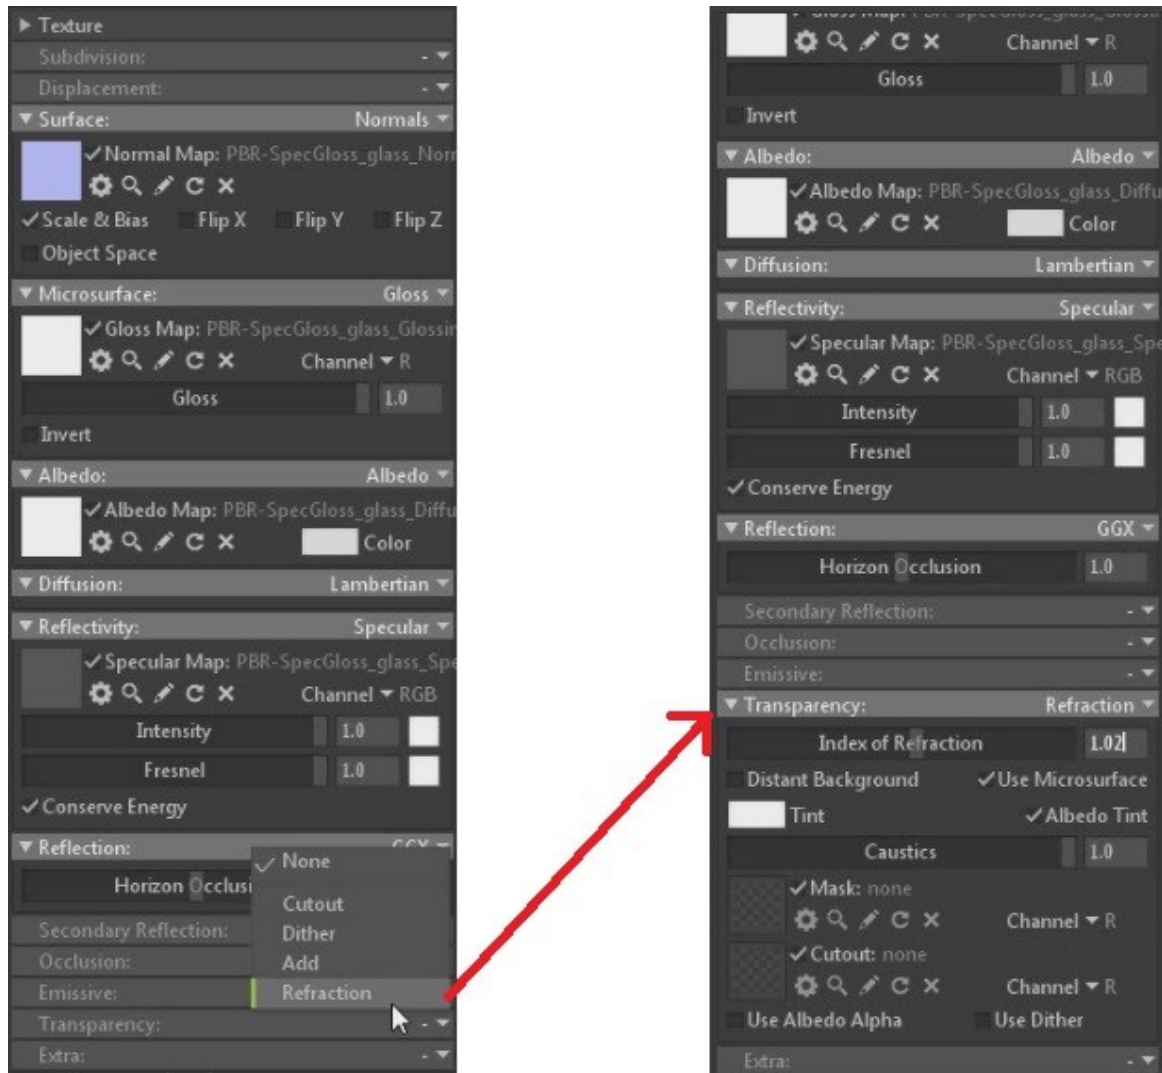 Texture
Subdivision: -
Displacement: -
Surface: Normals
Normal Map: PBR-SpecGloss_glass_Norm
Scale & Bias Flip X Flip Y Flip Z
Object Space
Microsurface: Gloss
Gloss Map: PBR-SpecGloss_glass_Glossin
Channel R
Gloss 1.0
Invert
Albedo: Albedo
Albedo Map: PBR-SpecGloss_glass_Diffu
Color
Diffusion: Lambertian
Reflectivity: Specular
Specular Map: PBR-SpecGloss_glass_Spe
Channel RGB
Intensity 1.0
Fresnel 1.0
Conserve Energy
Reflection: GGX
Horizon Occlusi
Secondary Reflection:
Occlusion:
Emissive:
Transparency: -
Extra: -
None
Cutout
Dither
Add
Refraction
Gloss Map: PBR-SpecGloss_glass_Glossin
Channel R
Gloss 1.0
Invert
Albedo: Albedo
Albedo Map: PBR-SpecGloss_glass_Diffu
Color
Diffusion: Lambertian
Reflectivity: Specular
Specular Map: PBR-SpecGloss_glass_Spe
Channel RGB
Intensity 1.0
Fresnel 1.0
Conserve Energy
Reflection: GGX
Horizon Occlusion 1.0
Secondary Reflection: -
Occlusion: -
Emissive: -
Transparency: Refraction
Index of Refraction 1.02
Distant Background Use Microsurface
Tint Albedo Tint
Caustics 1.0
Mask: none
Channel R
Cutout: none
Channel R
Use Albedo Alpha Use Dither
Extra: -